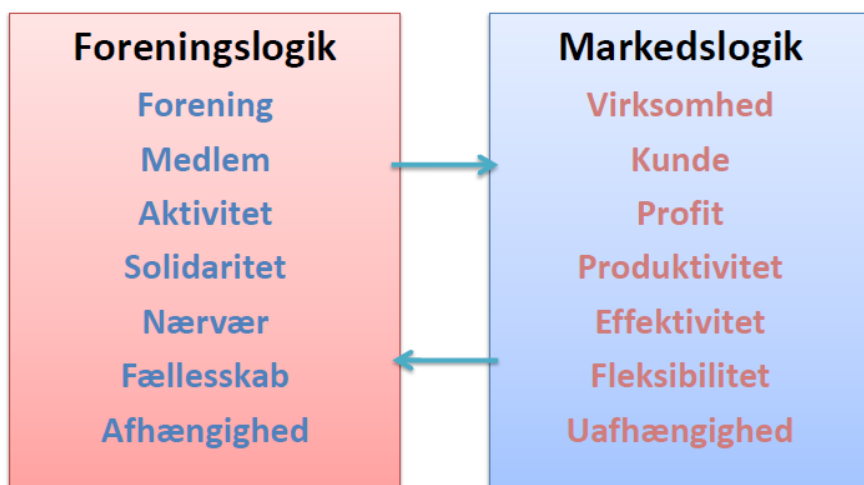 Foreningslogik
Forening
Medlem
Aktivitet
Solidaritet
Nærvær
Fællesskab
Afhængighed
Markedslogik
Virksomhed
Kunde
Profit
Produktivitet
Effektivitet
Fleksibilitet
Uafhængighed